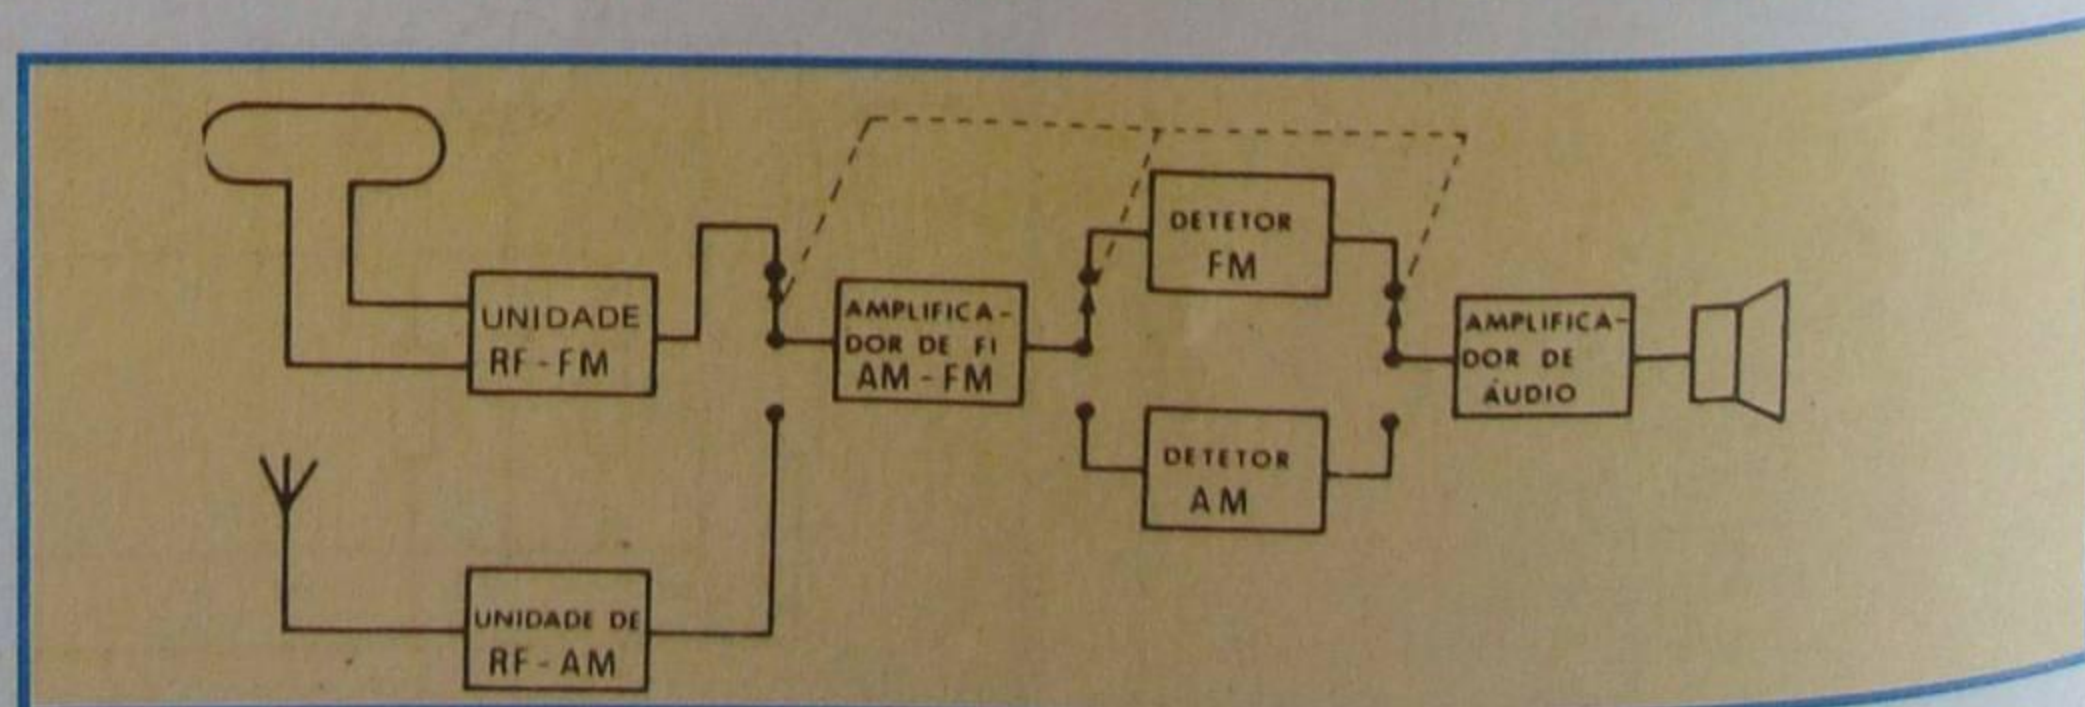 UNIDADE
RF-FM
AMPLIFICA-
DOR DE FI
AM-FM
DETETOR
FM
DETETOR
AM
AMPLIFICA-
DOR DE
ÁUDIO
UNIDADE DE
RF-AM